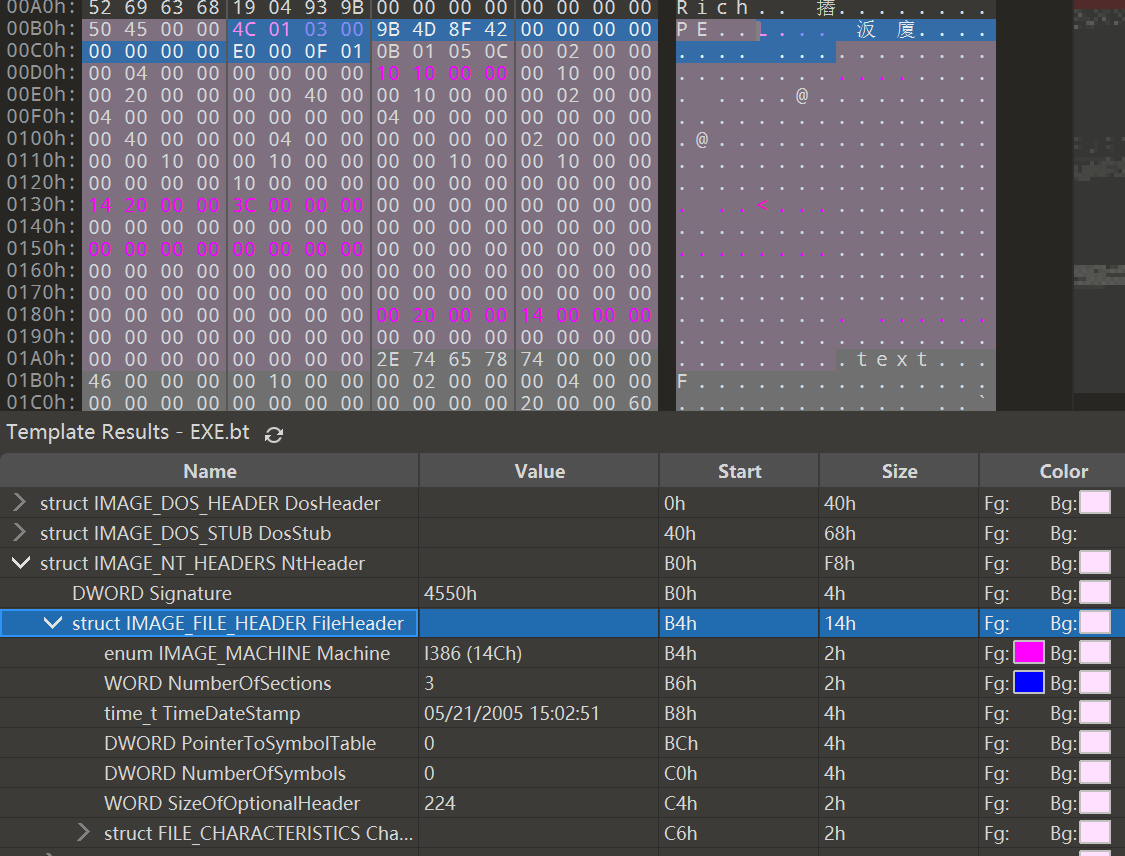 00A0h: 52 69 63 68 19 04 93 9B 00 00 00 00 00 00 00 00 Rich.. . . . . . . . .
00B0h: 50 45 00 00 4C 01 03 00 9B 4D 8F 42 00 00 00 00 PE..L... 廈....
00C0h: 00 00 00 00 E0 00 0F 01 0B 01 05 0C 00 02 00 00
00D0h: 00 04 00 00 00 00 00 00 10 10 00 00 00 10 00 00
00E0h: 00 20 00 00 00 00 40 00 00 10 00 00 00 02 00 00 . ....@.........
00F0h: 04 00 00 00 00 00 00 00 04 00 00 00 00 00 00 00
0100h: 00 40 00 00 00 04 00 00 00 00 00 00 02 00 00 00 .@..............
0110h: 00 00 10 00 00 10 00 00 00 00 10 00 00 10 00 00
0120h: 00 00 00 00 10 00 00 00 00 00 00 00 00 00 00 00
0130h: 14 20 00 00 3C 00 00 00 00 00 00 00 00 00 00 00 . ..<...........
0140h: 00 00 00 00 00 00 00 00 00 00 00 00 00 00 00 00
0150h: 00 00 00 00 00 00 00 00 00 00 00 00 00 00 00 00
0160h: 00 00 00 00 00 00 00 00 00 00 00 00 00 00 00 00
0170h: 00 00 00 00 00 00 00 00 00 00 00 00 00 00 00 00
0180h: 00 00 00 00 00 00 00 00 00 20 00 00 14 00 00 00
0190h: 00 00 00 00 00 00 00 00 00 00 00 00 00 00 00 00
01A0h: 00 00 00 00 00 00 00 00 2E 74 65 78 74 00 00 00 .........text...
01B0h: 46 00 00 00 00 10 00 00 00 02 00 00 00 04 00 00 F...............
01C0h: 00 00 00 00 00 00 00 00 00 00 00 00 20 00 00 60 ............ ..`
Template Results - EXE.bt
Name Value Start Size Color
struct IMAGE_DOS_HEADER DosHeader 0h 40h Fg: Bg:
struct IMAGE_DOS_STUB DosStub 40h 68h Fg: Bg:
struct IMAGE_NT_HEADERS NtHeader B0h F8h Fg: Bg:
DWORD Signature 4550h B0h 4h Fg: Bg:
struct IMAGE_FILE_HEADER FileHeader B4h 14h Fg: Bg:
enum IMAGE_MACHINE Machine I386 (14Ch) B4h 2h Fg: Bg:
WORD NumberOfSections 3 B6h 2h Fg: Bg:
time_t TimeDateStamp 05/21/2005 15:02:51 B8h 4h Fg: Bg:
DWORD PointerToSymbolTable 0 BCh 4h Fg: Bg:
DWORD NumberOfSymbols 0 C0h 4h Fg: Bg:
WORD SizeOfOptionalHeader 224 C4h 2h Fg: Bg:
struct FILE_CHARACTERISTICS Cha... C6h 2h Fg: Bg: